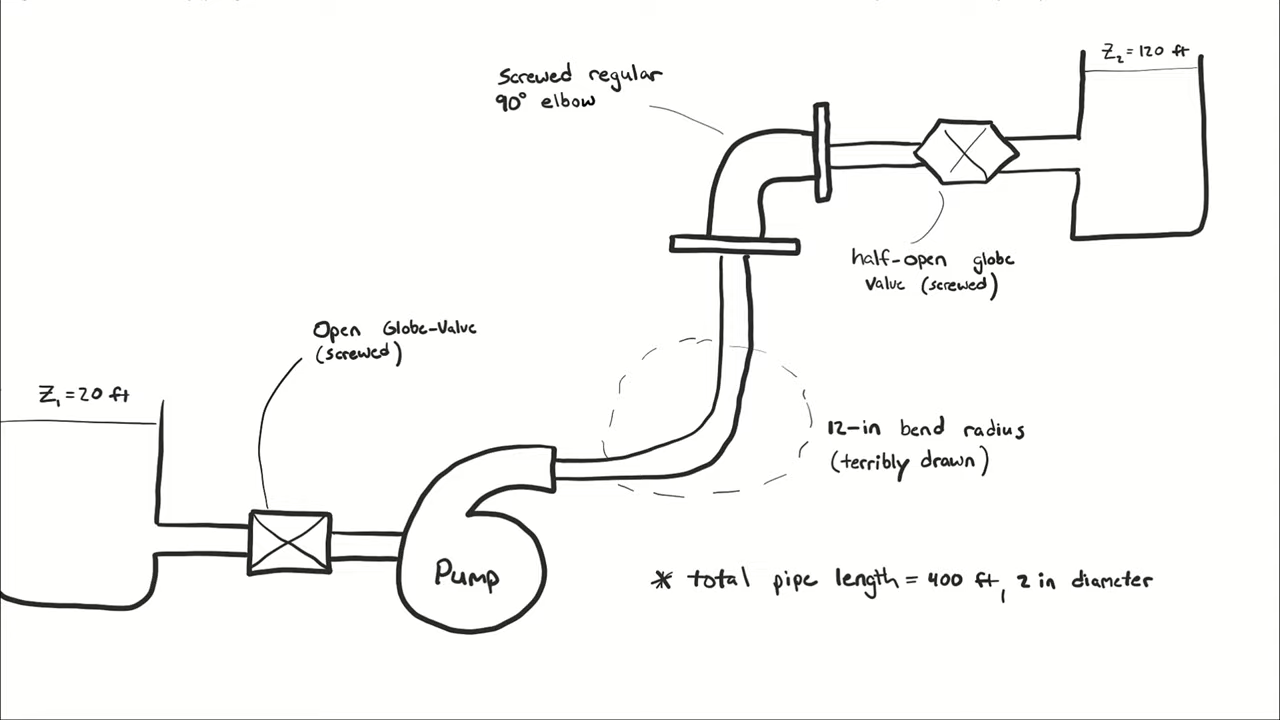 Screwed regular
90° elbow
Z₂ = 120 ft
half-open globe
valve (screwed)
Open Globe-Valve
(screwed)
Z₁ = 20 ft
12-in bend radius
(terribly drawn)
Pump
* total pipe length = 400 ft, 2 in diameter